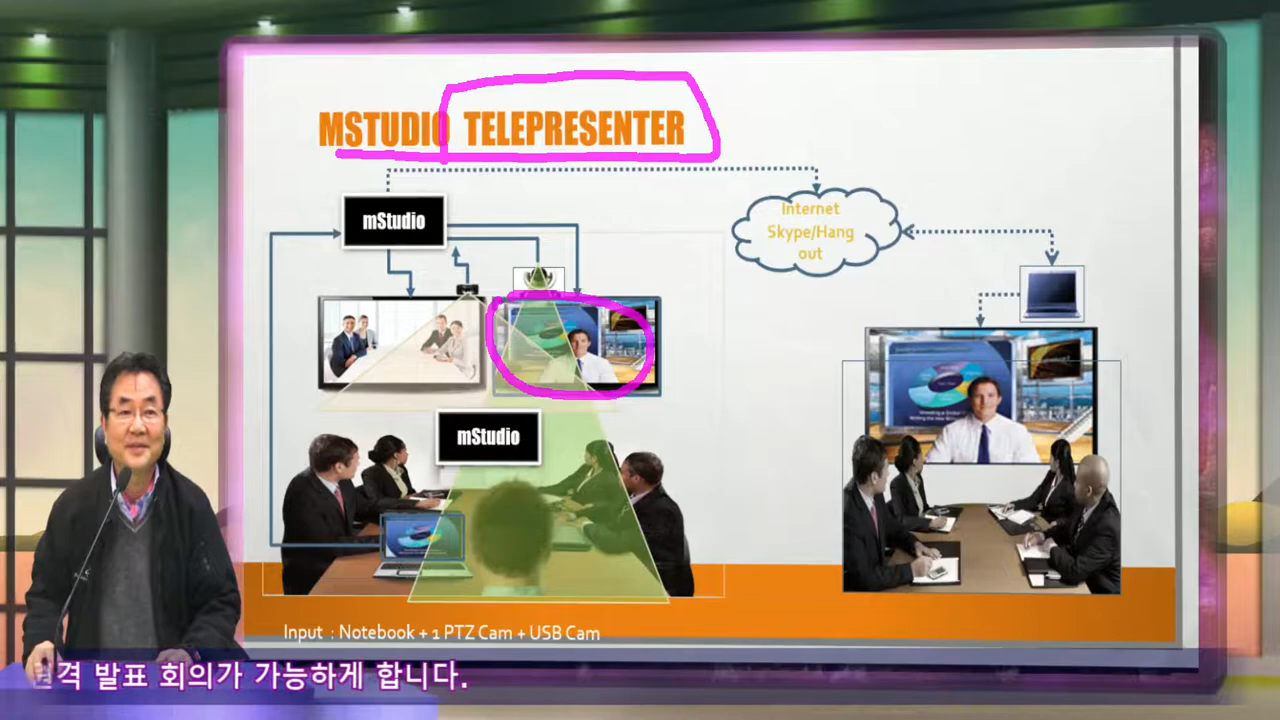 MSTUDIO TELEPRESENTER
mStudio
Internet
Skype/Hang
out
mStudio
Input : Notebook + 1 PTZ Cam + USB Cam
격 발표 회의가 가능하게 합니다.